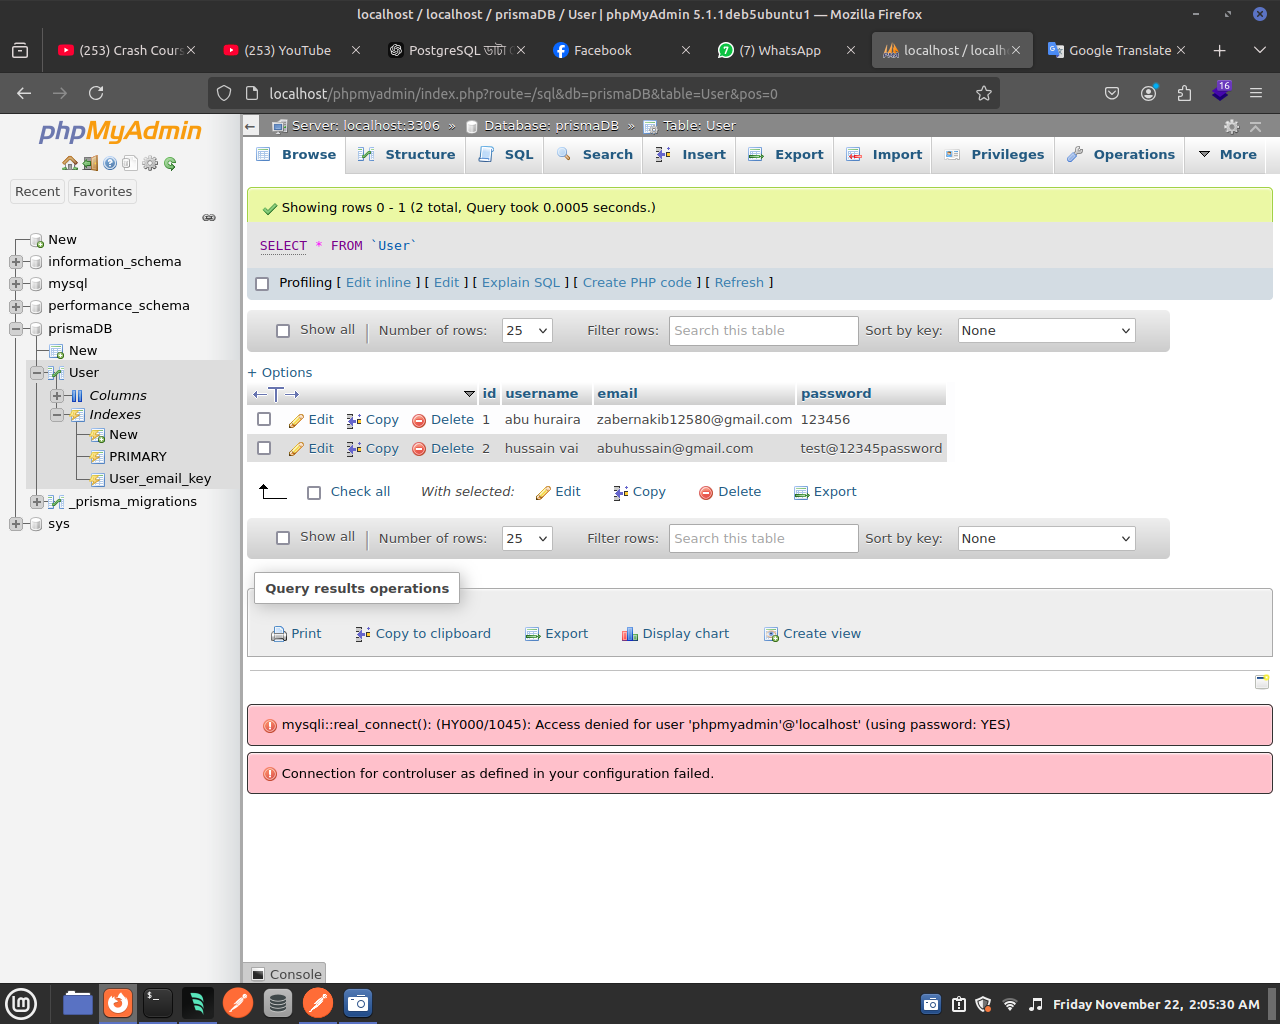 localhost / localhost / prismaDB / User | phpMyAdmin 5.1.1deb5ubuntu1 — Mozilla Firefox
(253) Crash Cours
(253) YouTube
PostgreSQL ডাটা
Facebook
(7) WhatsApp
localhost / localh
Google Translate
localhost/phpmyadmin/index.php?route=/sql&db=prismaDB&table=User&pos=0
16
phpMyAdmin
Recent
Favorites
New
information_schema
mysql
performance_schema
prismaDB
New
User
Columns
Indexes
New
PRIMARY
User_email_key
_prisma_migrations
sys
Server: localhost:3306 » Database: prismaDB » Table: User
Browse
Structure
SQL
Search
Insert
Export
Import
Privileges
Operations
More
Showing rows 0 - 1 (2 total, Query took 0.0005 seconds.)
SELECT * FROM `User`
Profiling [ Edit inline ] [ Edit ] [ Explain SQL ] [ Create PHP code ] [ Refresh ]
Show all | Number of rows: 25 Filter rows: Search this table Sort by key: None
+ Options
←T→ id username email password
Edit Copy Delete 1 abu huraira zabernakib12580@gmail.com 123456
Edit Copy Delete 2 hussain vai abuhussain@gmail.com test@12345password
Check all With selected: Edit Copy Delete Export
Show all | Number of rows: 25 Filter rows: Search this table Sort by key: None
Query results operations
Print Copy to clipboard Export Display chart Create view
mysqli::real_connect(): (HY000/1045): Access denied for user 'phpmyadmin'@'localhost' (using password: YES)
Connection for controluser as defined in your configuration failed.
Console
Friday November 22, 2:05:30 AM